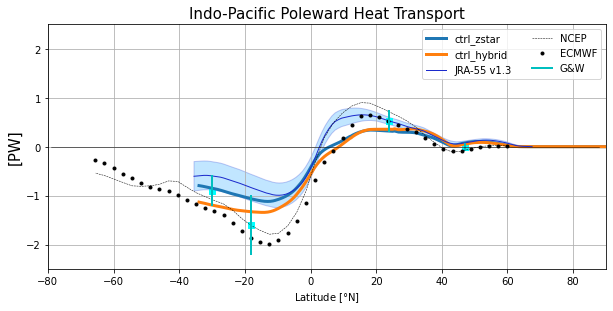 Indo-Pacific Poleward Heat Transport
ctrl_zstar
ctrl_hybrid
JRA-55 v1.3
NCEP
ECMWF
G&W
[PW]
2
1
0
−1
−2
−80 −60 −40 −20 0 20 40 60 80
Latitude [°N]